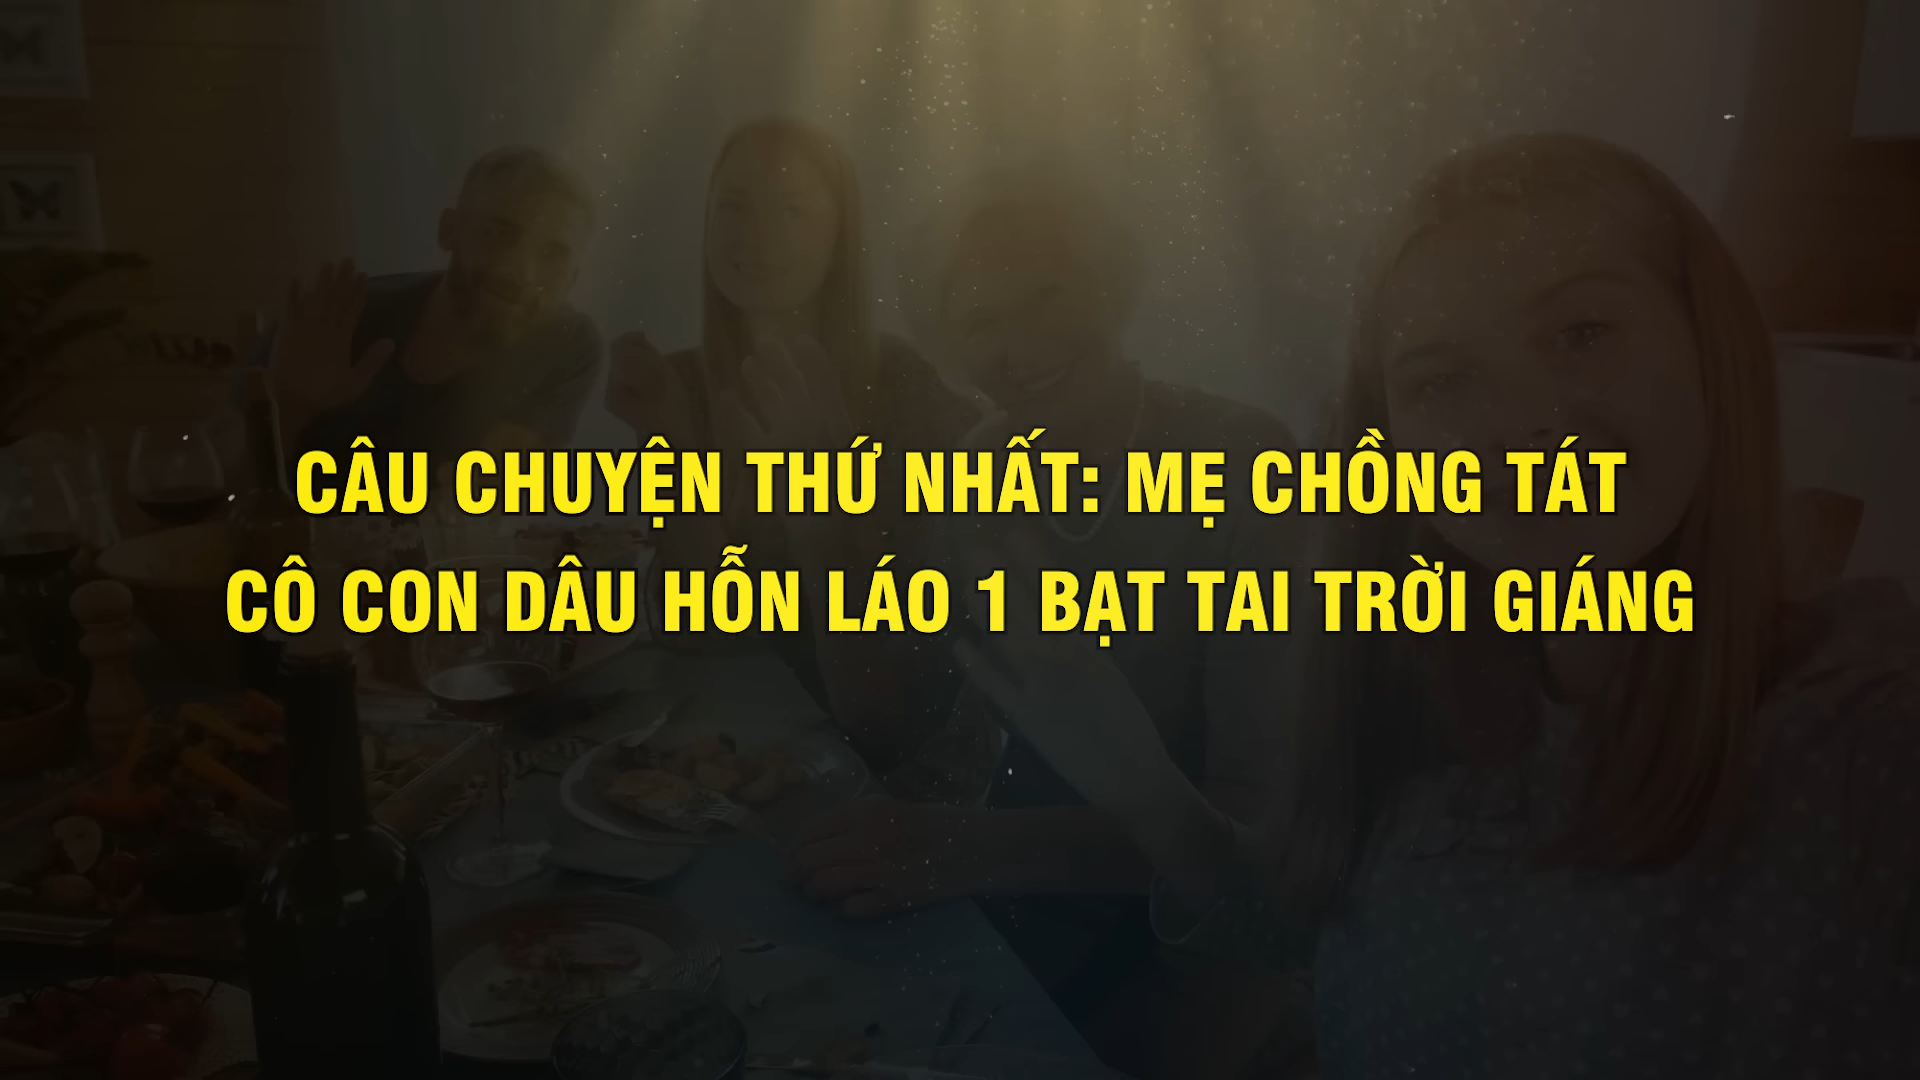 CÂU CHUYỆN THỨ NHẤT: MẸ CHỒNG TÁT
CÔ CON DÂU HỖN LÁO 1 BẠT TAI TRỜI GIÁNG